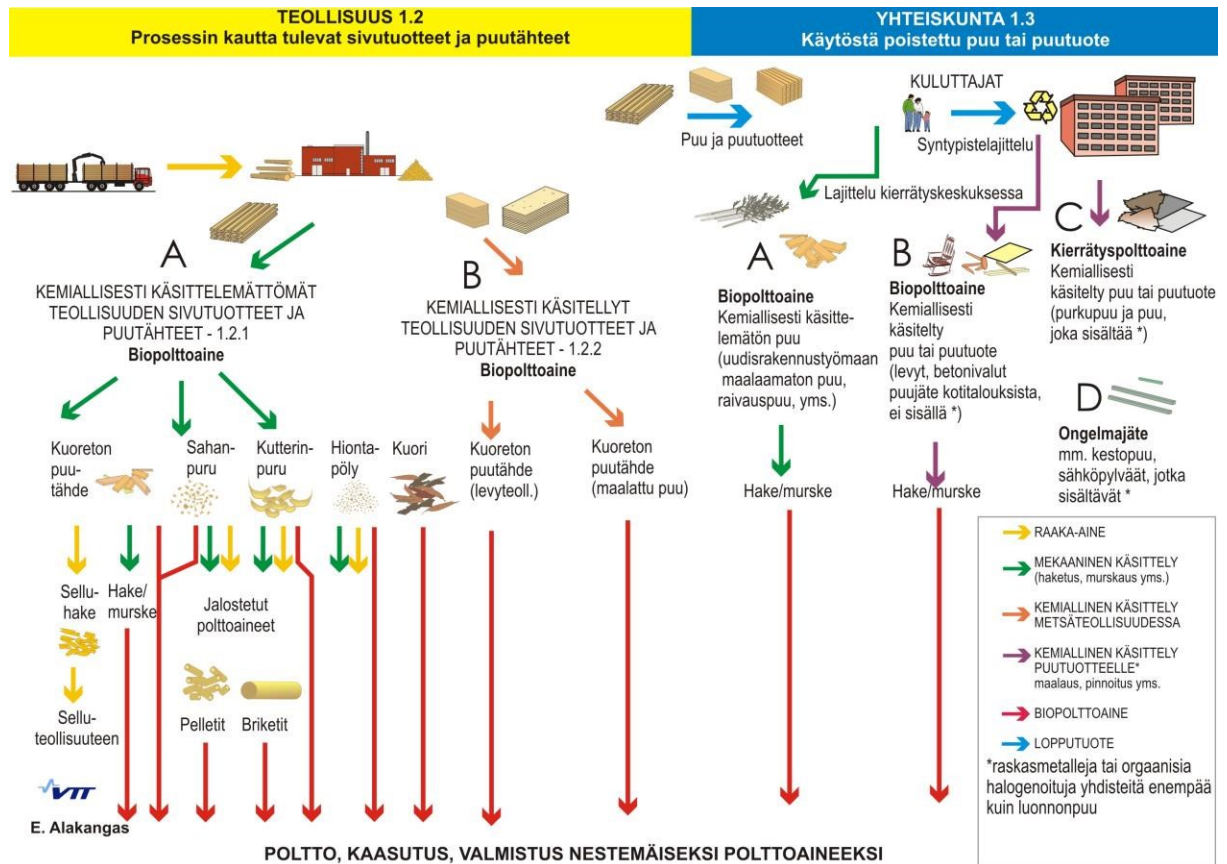 TEOLLISUUS 1.2
Prosessin kautta tulevat sivutuotteet ja puutähteet
YHTEISKUNTA 1.3
Käytöstä poistettu puu tai puutuote
Puu ja puutuotteet
KULUTTAJAT
Syntypistelajittelu
Lajittelu kierrätyskeskuksessa
A
KEMIALLISESTI KÄSITTELEMÄTTÖMÄT
TEOLLISUUDEN SIVUTUOTTEET JA
PUUTÄHTEET - 1.2.1
Biopolttoaine
B
KEMIALLISESTI KÄSITELLYT
TEOLLISUUDEN SIVUTUOTTEET JA
PUUTÄHTEET - 1.2.2
Biopolttoaine
A
Biopolttoaine
Kemiallisesti käsitte-
lemätön puu
(uudisrakennustyömaan
maalaamaton puu,
raivauspuu, yms.)
B
Biopolttoaine
Kemiallisesti
käsitelty
puu tai puutuote
(levyt, betonivalut
puujäte kotitalouksista,
ei sisällä *)
C
Kierrätyspolttoaine
Kemiallisesti
käsitelty puu tai puutuote
(purkupuu ja puu,
joka sisältää *)
D
Ongelmajäte
mm. kestopuu,
sähköpylväät, jotka
sisältävät *
Kuoreton
puu-
tähde
Sahan-
puru
Kutterin-
puru
Hionta-
pöly
Kuori
Kuoreton
puutähde
(levyteoll.)
Kuoreton
puutähde
(maalattu puu)
Hake/murske
Hake/murske
Sellu-
hake
Hake/
murske
Jalostetut
polttoaineet
Sellu-
teollisuuteen
Pelletit
Briketit
RAAKA-AINE
MEKAANINEN KÄSITTELY
(haketus, murskaus yms.)
KEMIALLINEN KÄSITTELY
METSÄTEOLLISUUDESSA
KEMIALLINEN KÄSITTELY
PUUTUOTTEELLE*
maalaus, pinnoitus yms.
BIOPOLTTOAINE
LOPPUTUOTE
*raskasmetalleja tai orgaanisia
halogenoituja yhdisteitä enempää
kuin luonnonpuu
VTT
E. Alakangas
POLTTO, KAASUTUS, VALMISTUS NESTEMÄISEKSI POLTTOAINEEKSI